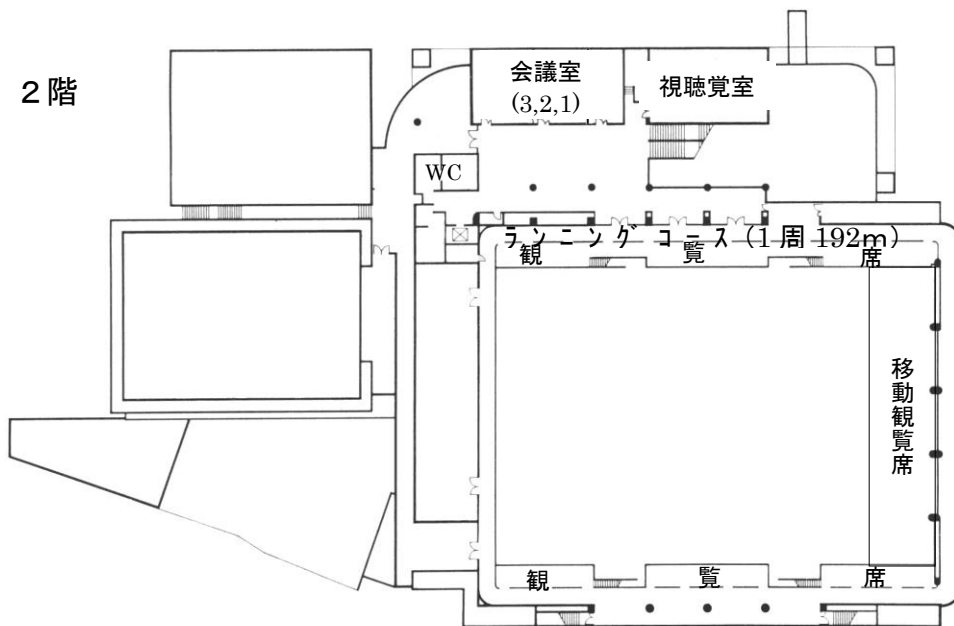 2階
会議室
(3,2,1)
視聴覚室
WC
ランニングコース (1周192m)
観 覧 席
移動観覧席
観 覧 席